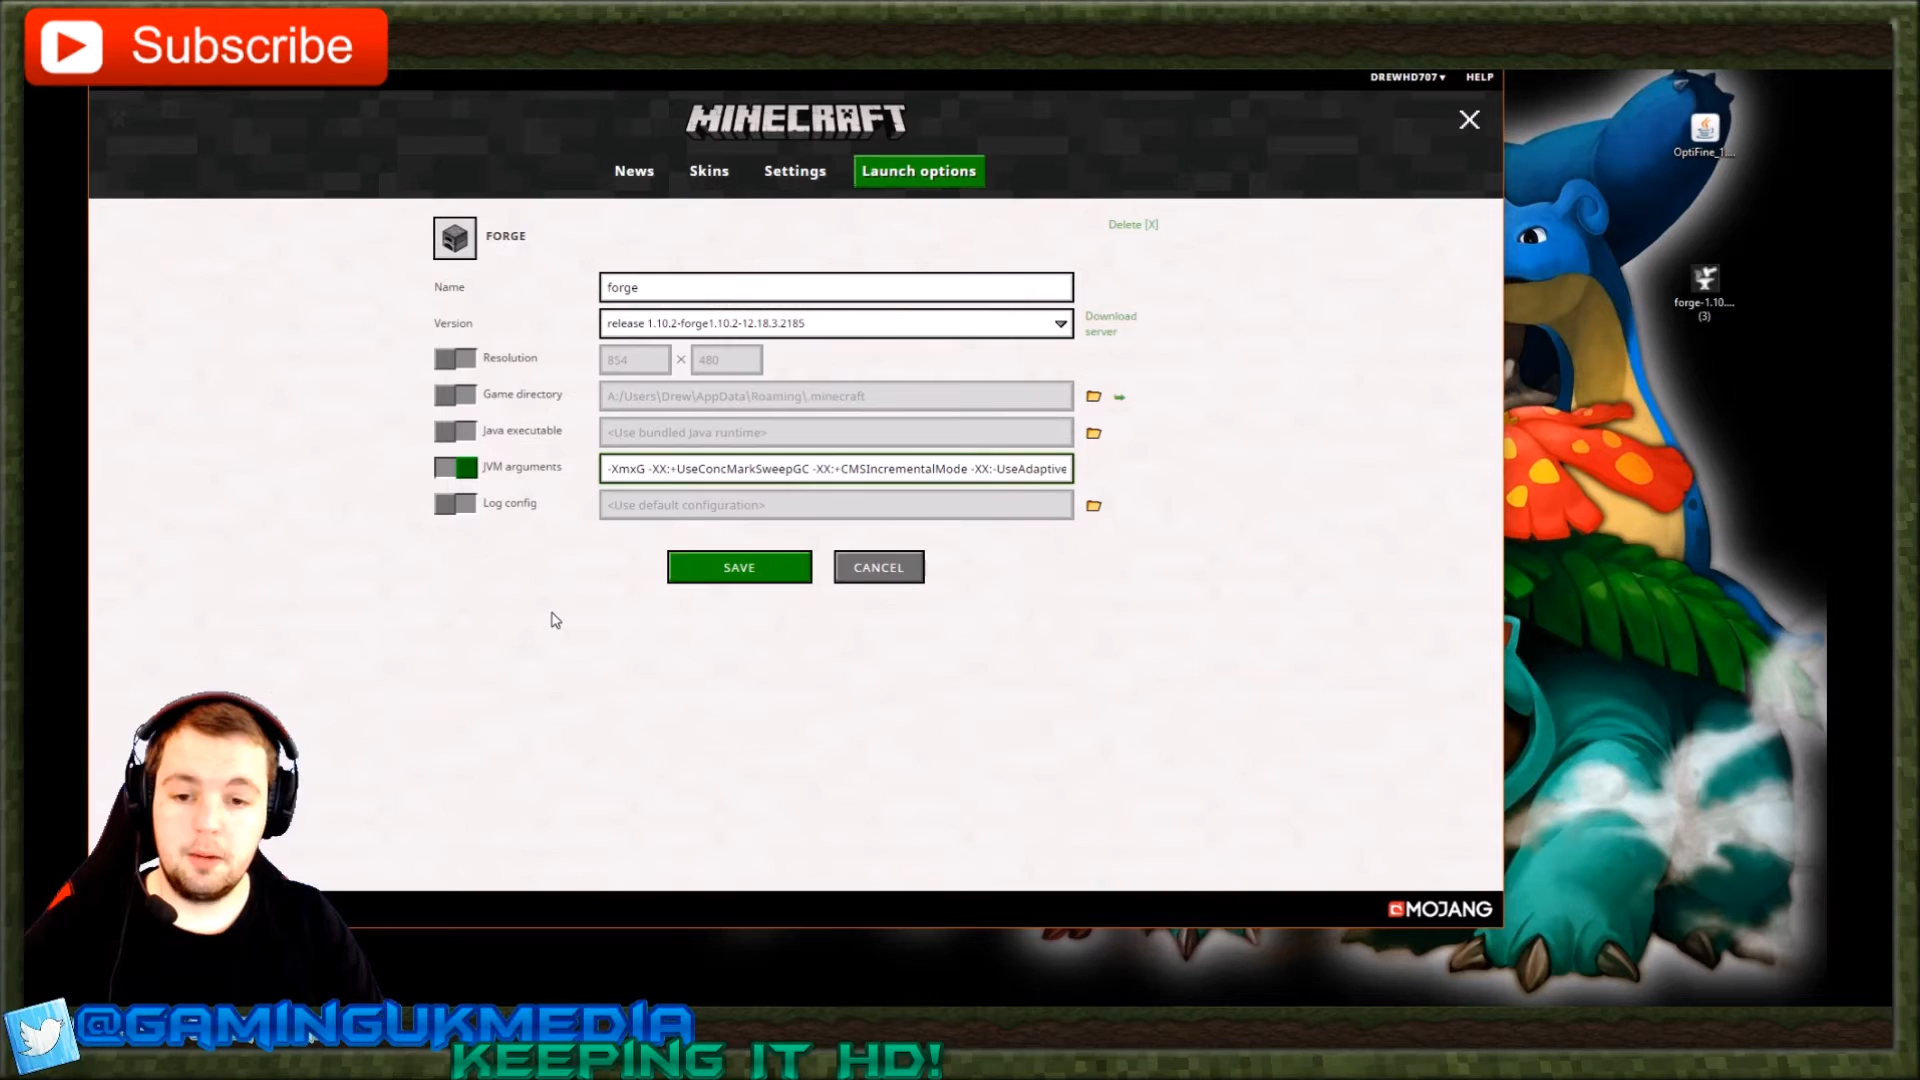 Subscribe
DREWHD707▾ HELP
MINECRAFT
News Skins Settings Launch options
FORGE
Delete [X]
Name forge
Version release 1.10.2-forge1.10.2-12.18.3.2185
Download server
Resolution 854 × 480
Game directory A:/Users\Drew\AppData\Roaming\.minecraft
Java executable <Use bundled Java runtime>
JVM arguments -XmxG -XX:+UseConcMarkSweepGC -XX:+CMSIncrementalMode -XX:-UseAdaptive
Log config <Use default configuration>
SAVE CANCEL
MOJANG
OptiFine_1....
forge-1.10....
(3)
@GAMINGUKMEDIA
KEEPING IT HD!